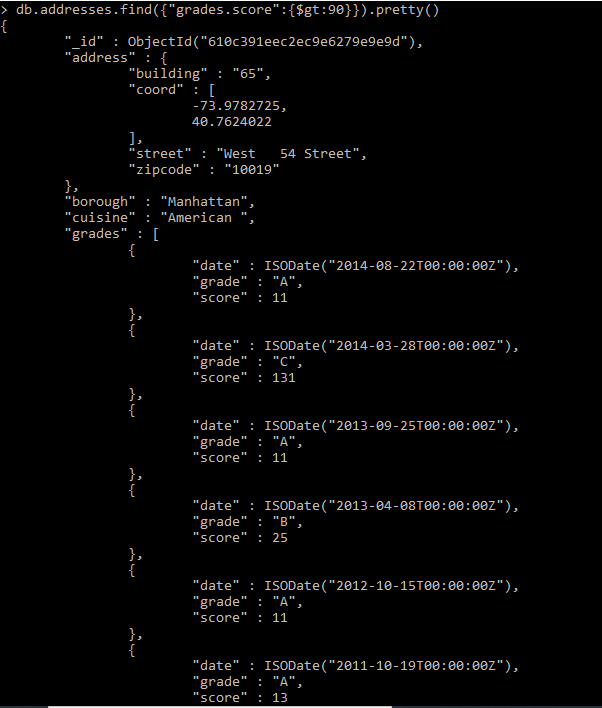 > db.addresses.find({"grades.score":{$gt:90}}).pretty()
{
        "_id" : ObjectId("610c391eec2ec9e6279e9e9d"),
        "address" : {
                "building" : "65",
                "coord" : [
                        -73.9782725,
                        40.7624022
                ],
                "street" : "West   54 Street",
                "zipcode" : "10019"
        },
        "borough" : "Manhattan",
        "cuisine" : "American ",
        "grades" : [
                {
                        "date" : ISODate("2014-08-22T00:00:00Z"),
                        "grade" : "A",
                        "score" : 11
                },
                {
                        "date" : ISODate("2014-03-28T00:00:00Z"),
                        "grade" : "C",
                        "score" : 131
                },
                {
                        "date" : ISODate("2013-09-25T00:00:00Z"),
                        "grade" : "A",
                        "score" : 11
                },
                {
                        "date" : ISODate("2013-04-08T00:00:00Z"),
                        "grade" : "B",
                        "score" : 25
                },
                {
                        "date" : ISODate("2012-10-15T00:00:00Z"),
                        "grade" : "A",
                        "score" : 11
                },
                {
                        "date" : ISODate("2011-10-19T00:00:00Z"),
                        "grade" : "A",
                        "score" : 13